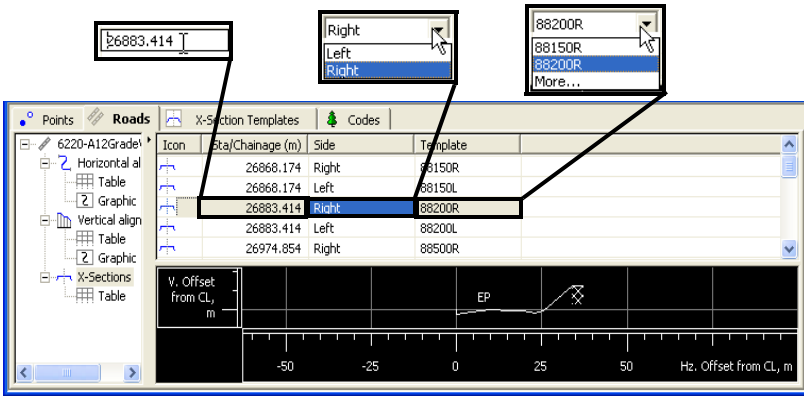 26883.414
Right
Left
Right
88200R
88150R
88200R
More...
Points Roads X-Section Templates Codes
6220-A12Grade
Horizontal al
Table
Graphic
Vertical align
Table
Graphic
X-Sections
Table
Icon Sta/Chainage (m) Side Template
26868.174 Right 88150R
26868.174 Left 88150L
26883.414 Right 88200R
26883.414 Left 88200L
26974.854 Right 88500R
V. Offset
from CL,
m
EP
-50 -25 0 25 50 Hz. Offset from CL, m